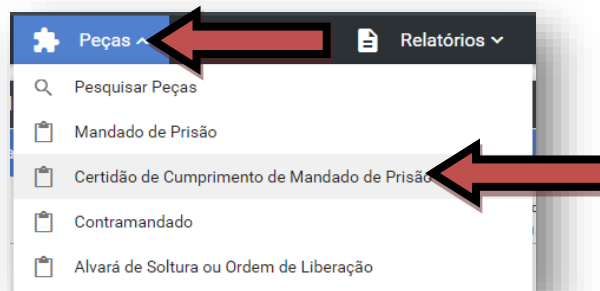 Peças Relatórios
Pesquisar Peças
Mandado de Prisão
Certidão de Cumprimento de Mandado de Prisão
Contramandado
Alvará de Soltura ou Ordem de Liberação